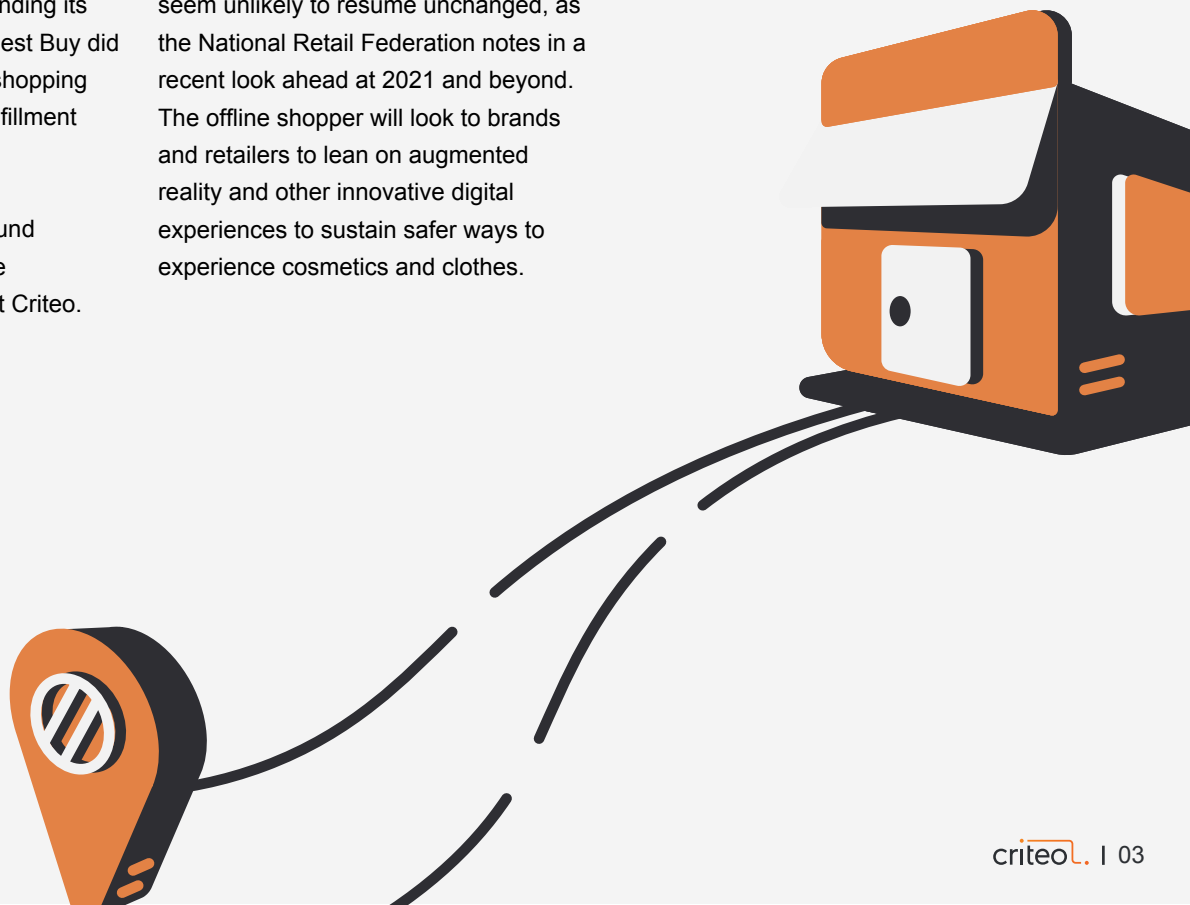 nding its
est Buy did
hopping
fillment
und
e
t Criteo.
seem unlikely to resume unchanged, as
the National Retail Federation notes in a
recent look ahead at 2021 and beyond.
The offline shopper will look to brands
and retailers to lean on augmented
reality and other innovative digital
experiences to sustain safer ways to
experience cosmetics and clothes.
criteo. | 03